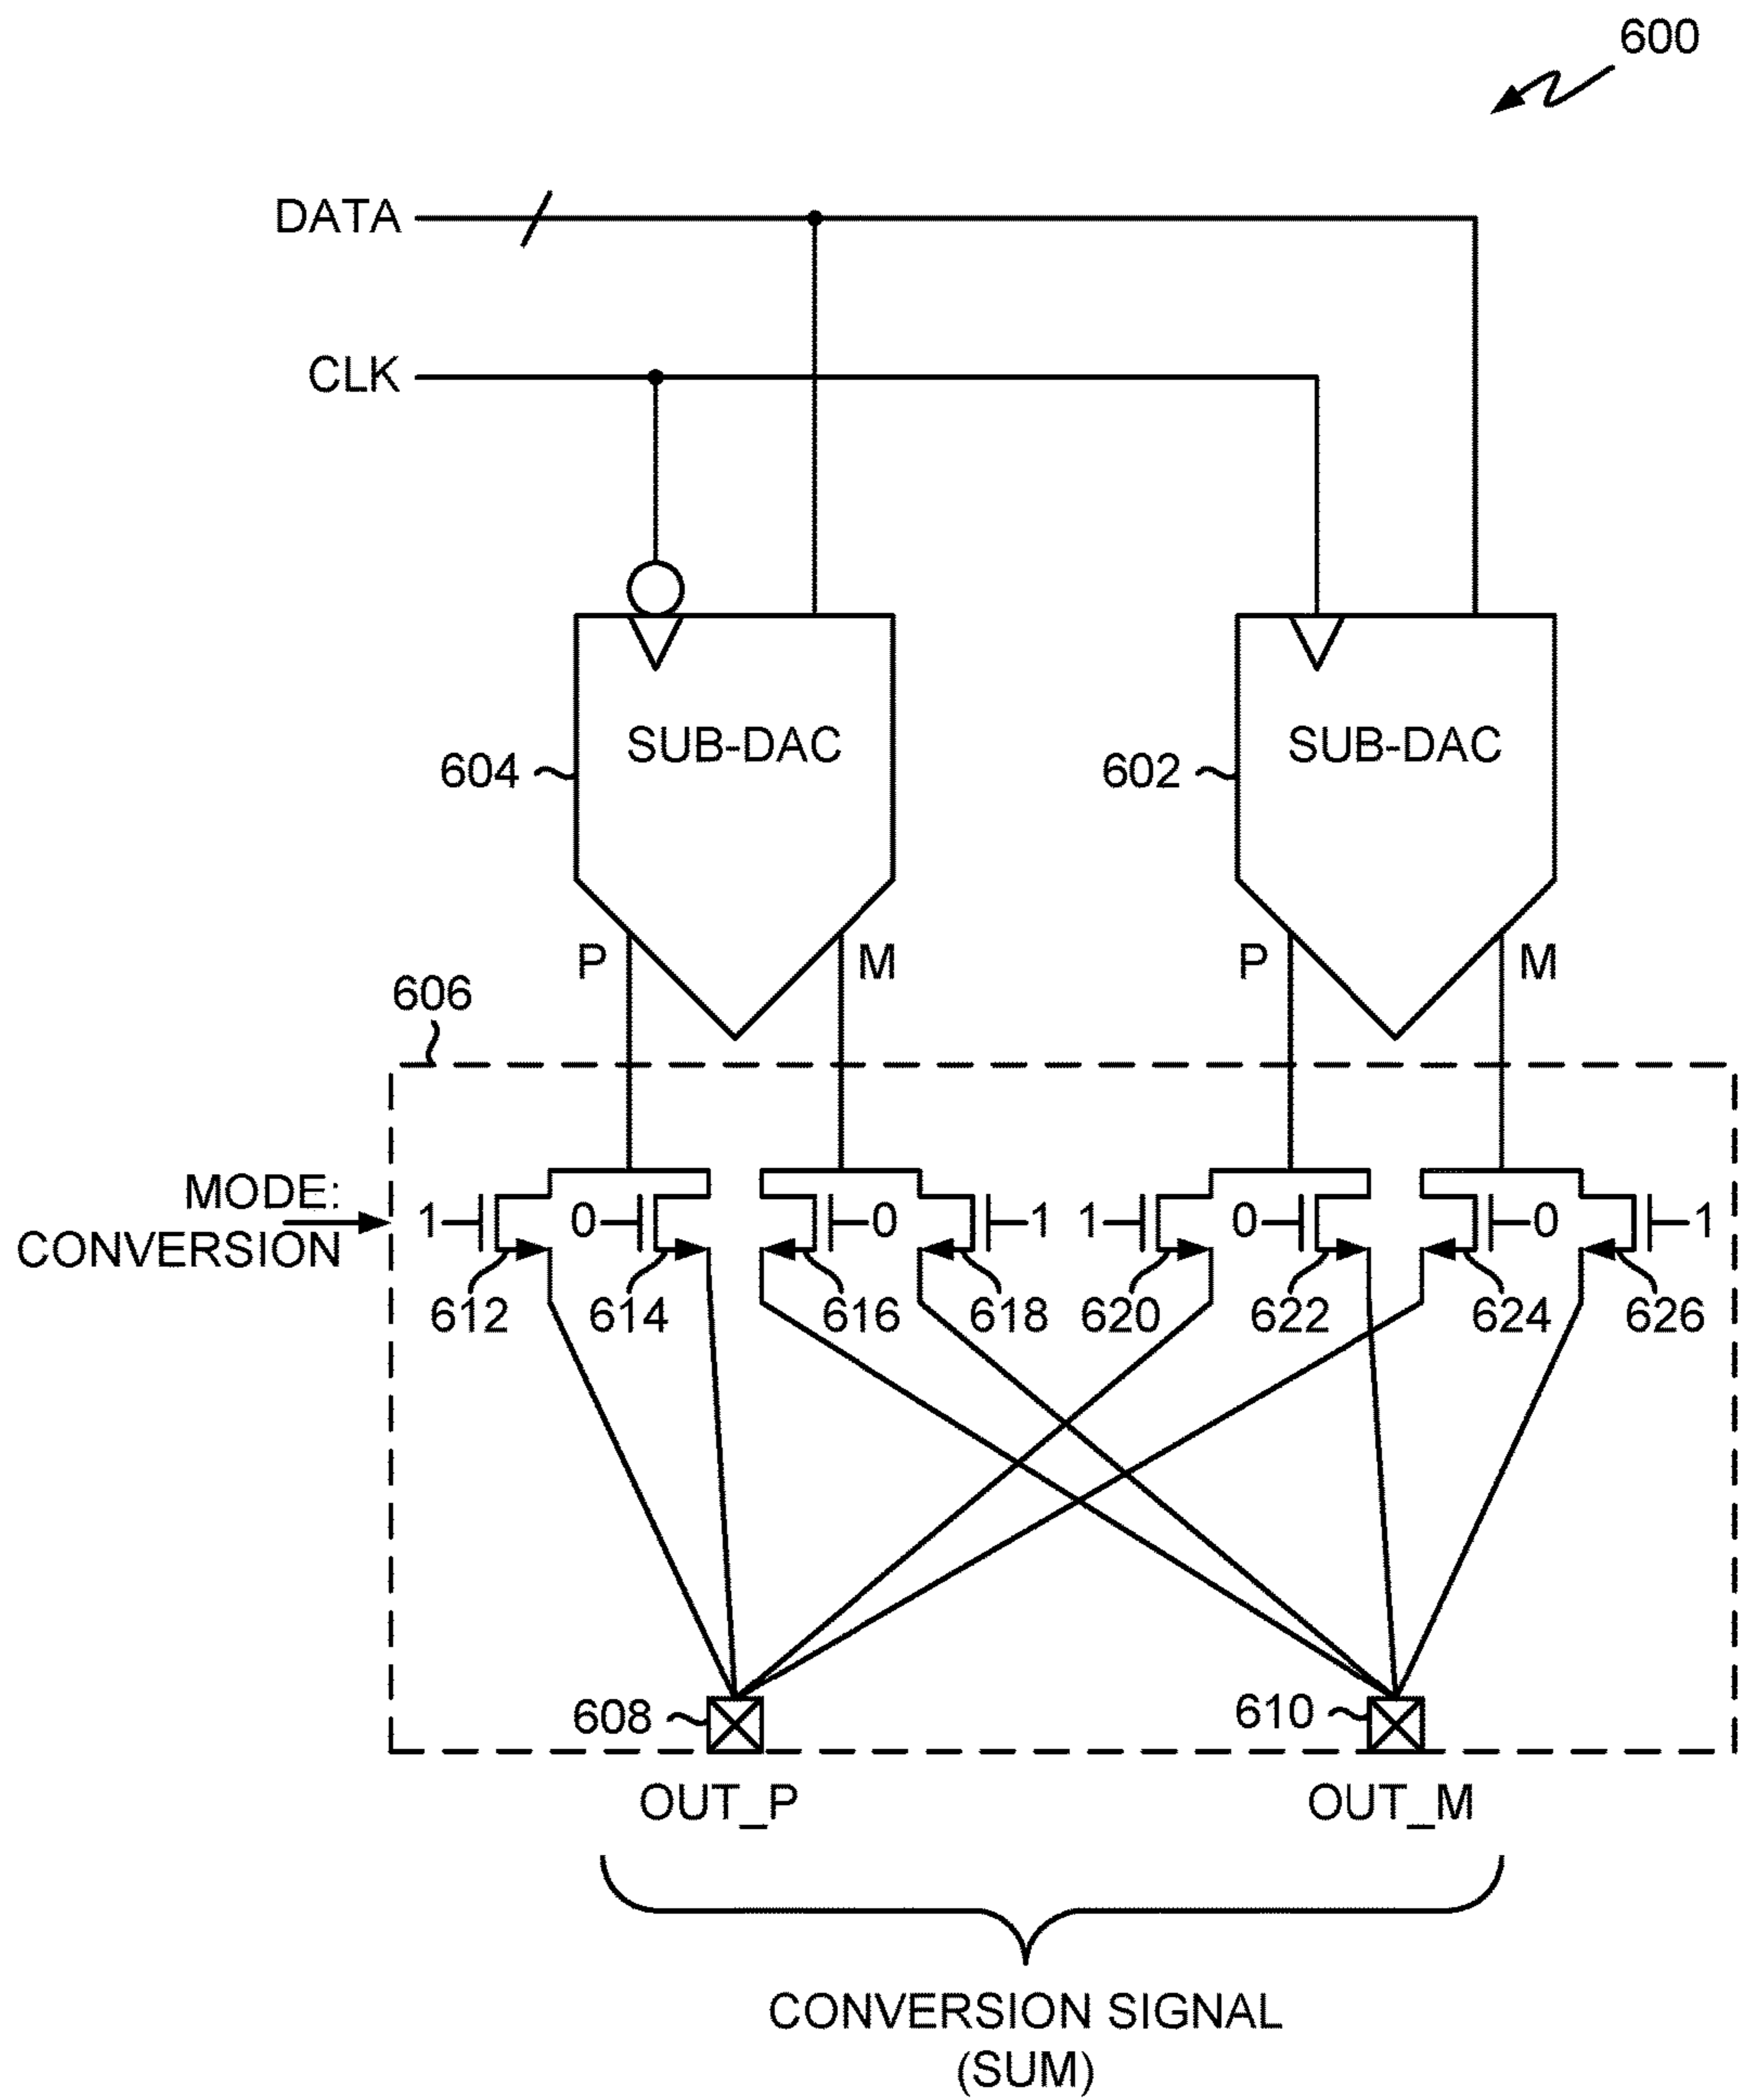 600
DATA
CLK
SUB-DAC
SUB-DAC
604
602
P
M
P
M
606
MODE:
CONVERSION
1
0
0
1
1
0
0
1
612
614
616
618
620
622
624
626
608
610
OUT_P
OUT_M
CONVERSION SIGNAL
(SUM)